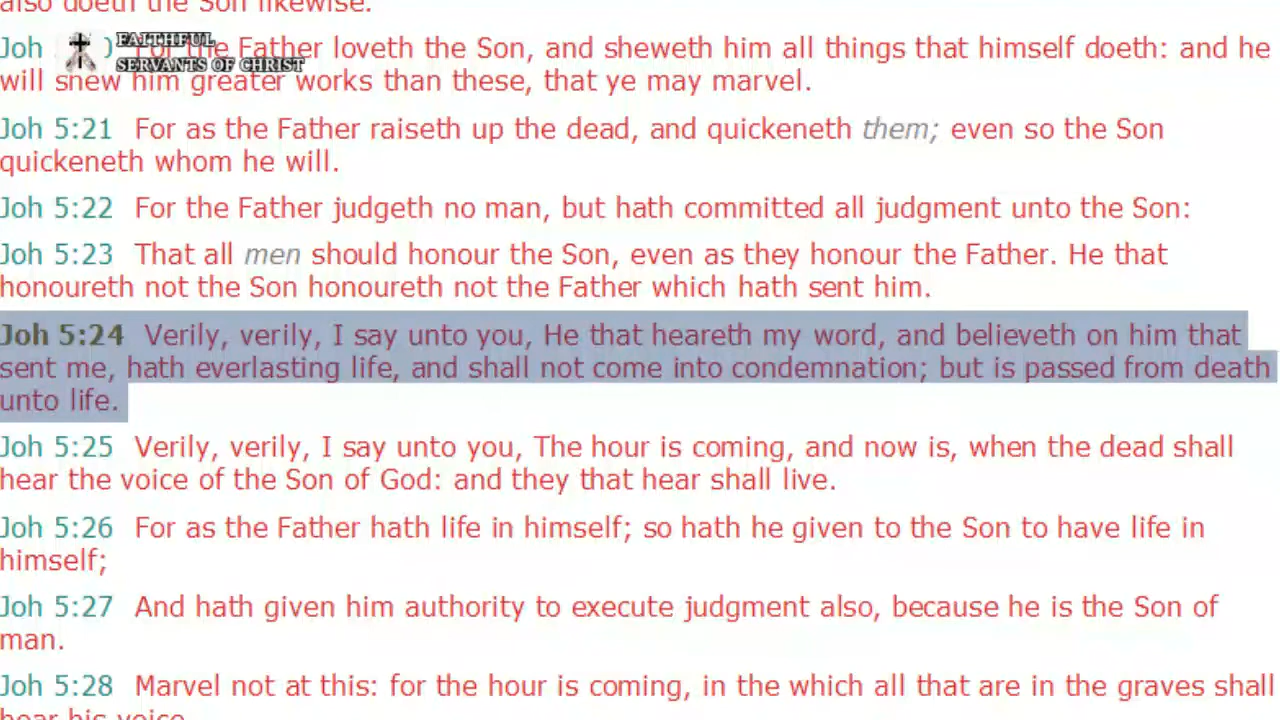 also doeth the Son likewise.
FAITHFUL
SERVANTS OF CHRIST
Joh 0 For the Father loveth the Son, and sheweth him all things that himself doeth: and he
will shew him greater works than these, that ye may marvel.
Joh 5:21 For as the Father raiseth up the dead, and quickeneth them; even so the Son
quickeneth whom he will.
Joh 5:22 For the Father judgeth no man, but hath committed all judgment unto the Son:
Joh 5:23 That all men should honour the Son, even as they honour the Father. He that
honoureth not the Son honoureth not the Father which hath sent him.
Joh 5:24 Verily, verily, I say unto you, He that heareth my word, and believeth on him that
sent me, hath everlasting life, and shall not come into condemnation; but is passed from death
unto life.
Joh 5:25 Verily, verily, I say unto you, The hour is coming, and now is, when the dead shall
hear the voice of the Son of God: and they that hear shall live.
Joh 5:26 For as the Father hath life in himself; so hath he given to the Son to have life in
himself;
Joh 5:27 And hath given him authority to execute judgment also, because he is the Son of
man.
Joh 5:28 Marvel not at this: for the hour is coming, in the which all that are in the graves shall
hear his voice